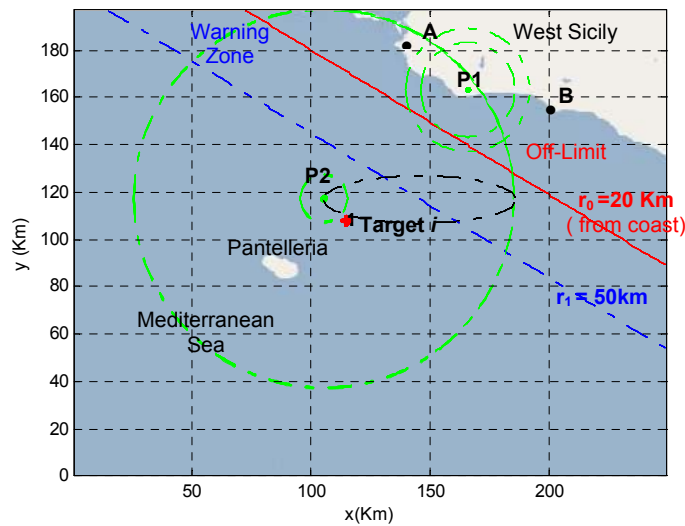 180
160
140
120
100
80
60
40
20
0
y (Km)
Warning
Zone
A
West Sicily
P1
B
Off-Limit
r₀=20 Km
( from coast)
P2
Target i
Pantelleria
r₁ = 50km
Mediterranean
Sea
50
100
150
200
x(Km)